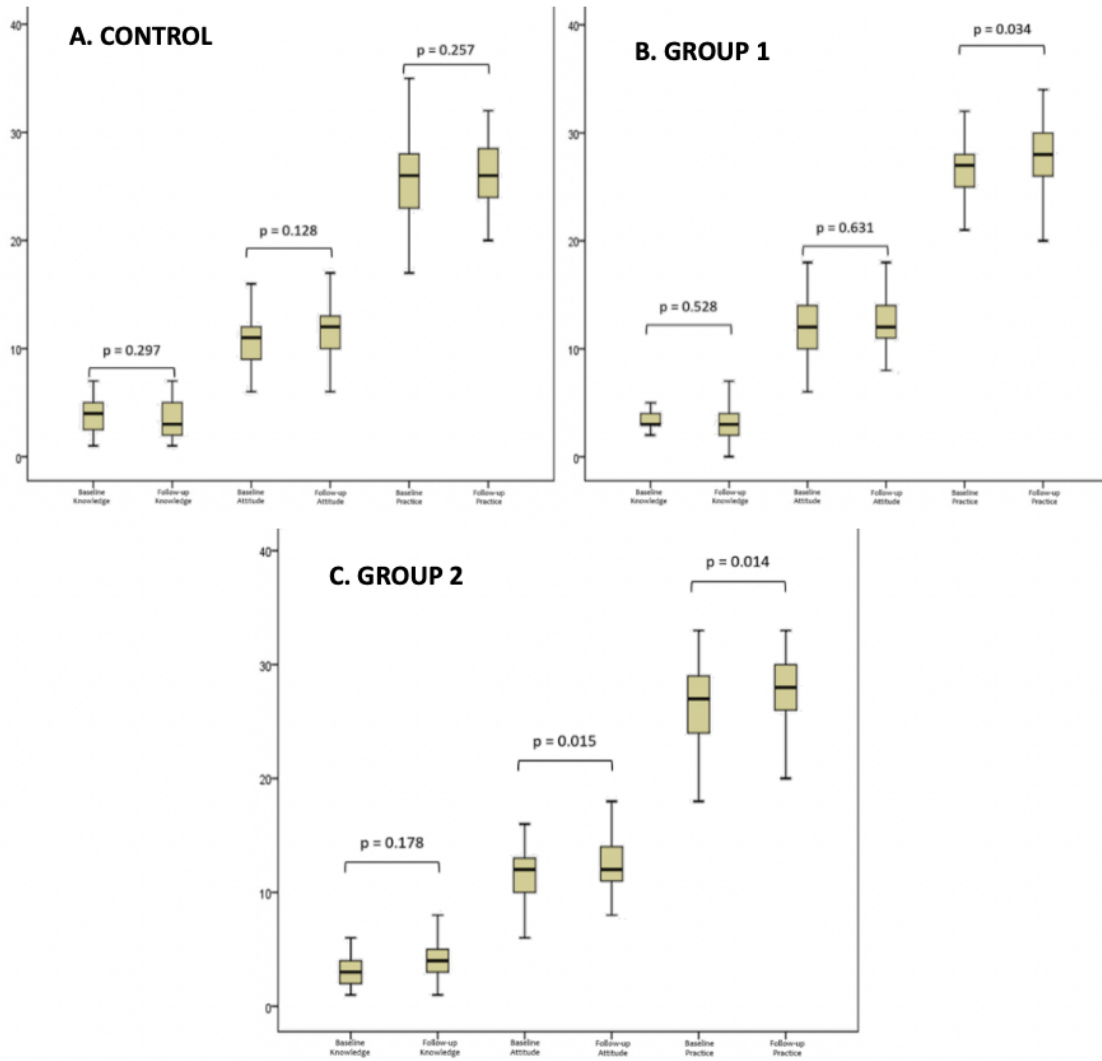 A. CONTROL
40
30
20
10
0
p = 0.297
p = 0.128
p = 0.257
Baseline
Knowledge
Follow-up
Knowledge
Baseline
Attitude
Follow-up
Attitude
Baseline
Practice
Follow-up
Practice
B. GROUP 1
40
30
20
10
0
p = 0.528
p = 0.631
p = 0.034
Baseline
Knowledge
Follow-up
Knowledge
Baseline
Attitude
Follow-up
Attitude
Baseline
Practice
Follow-up
Practice
C. GROUP 2
40
30
20
10
0
p = 0.178
p = 0.015
p = 0.014
Baseline
Knowledge
Follow-up
Knowledge
Baseline
Attitude
Follow-up
Attitude
Baseline
Practice
Follow-up
Practice